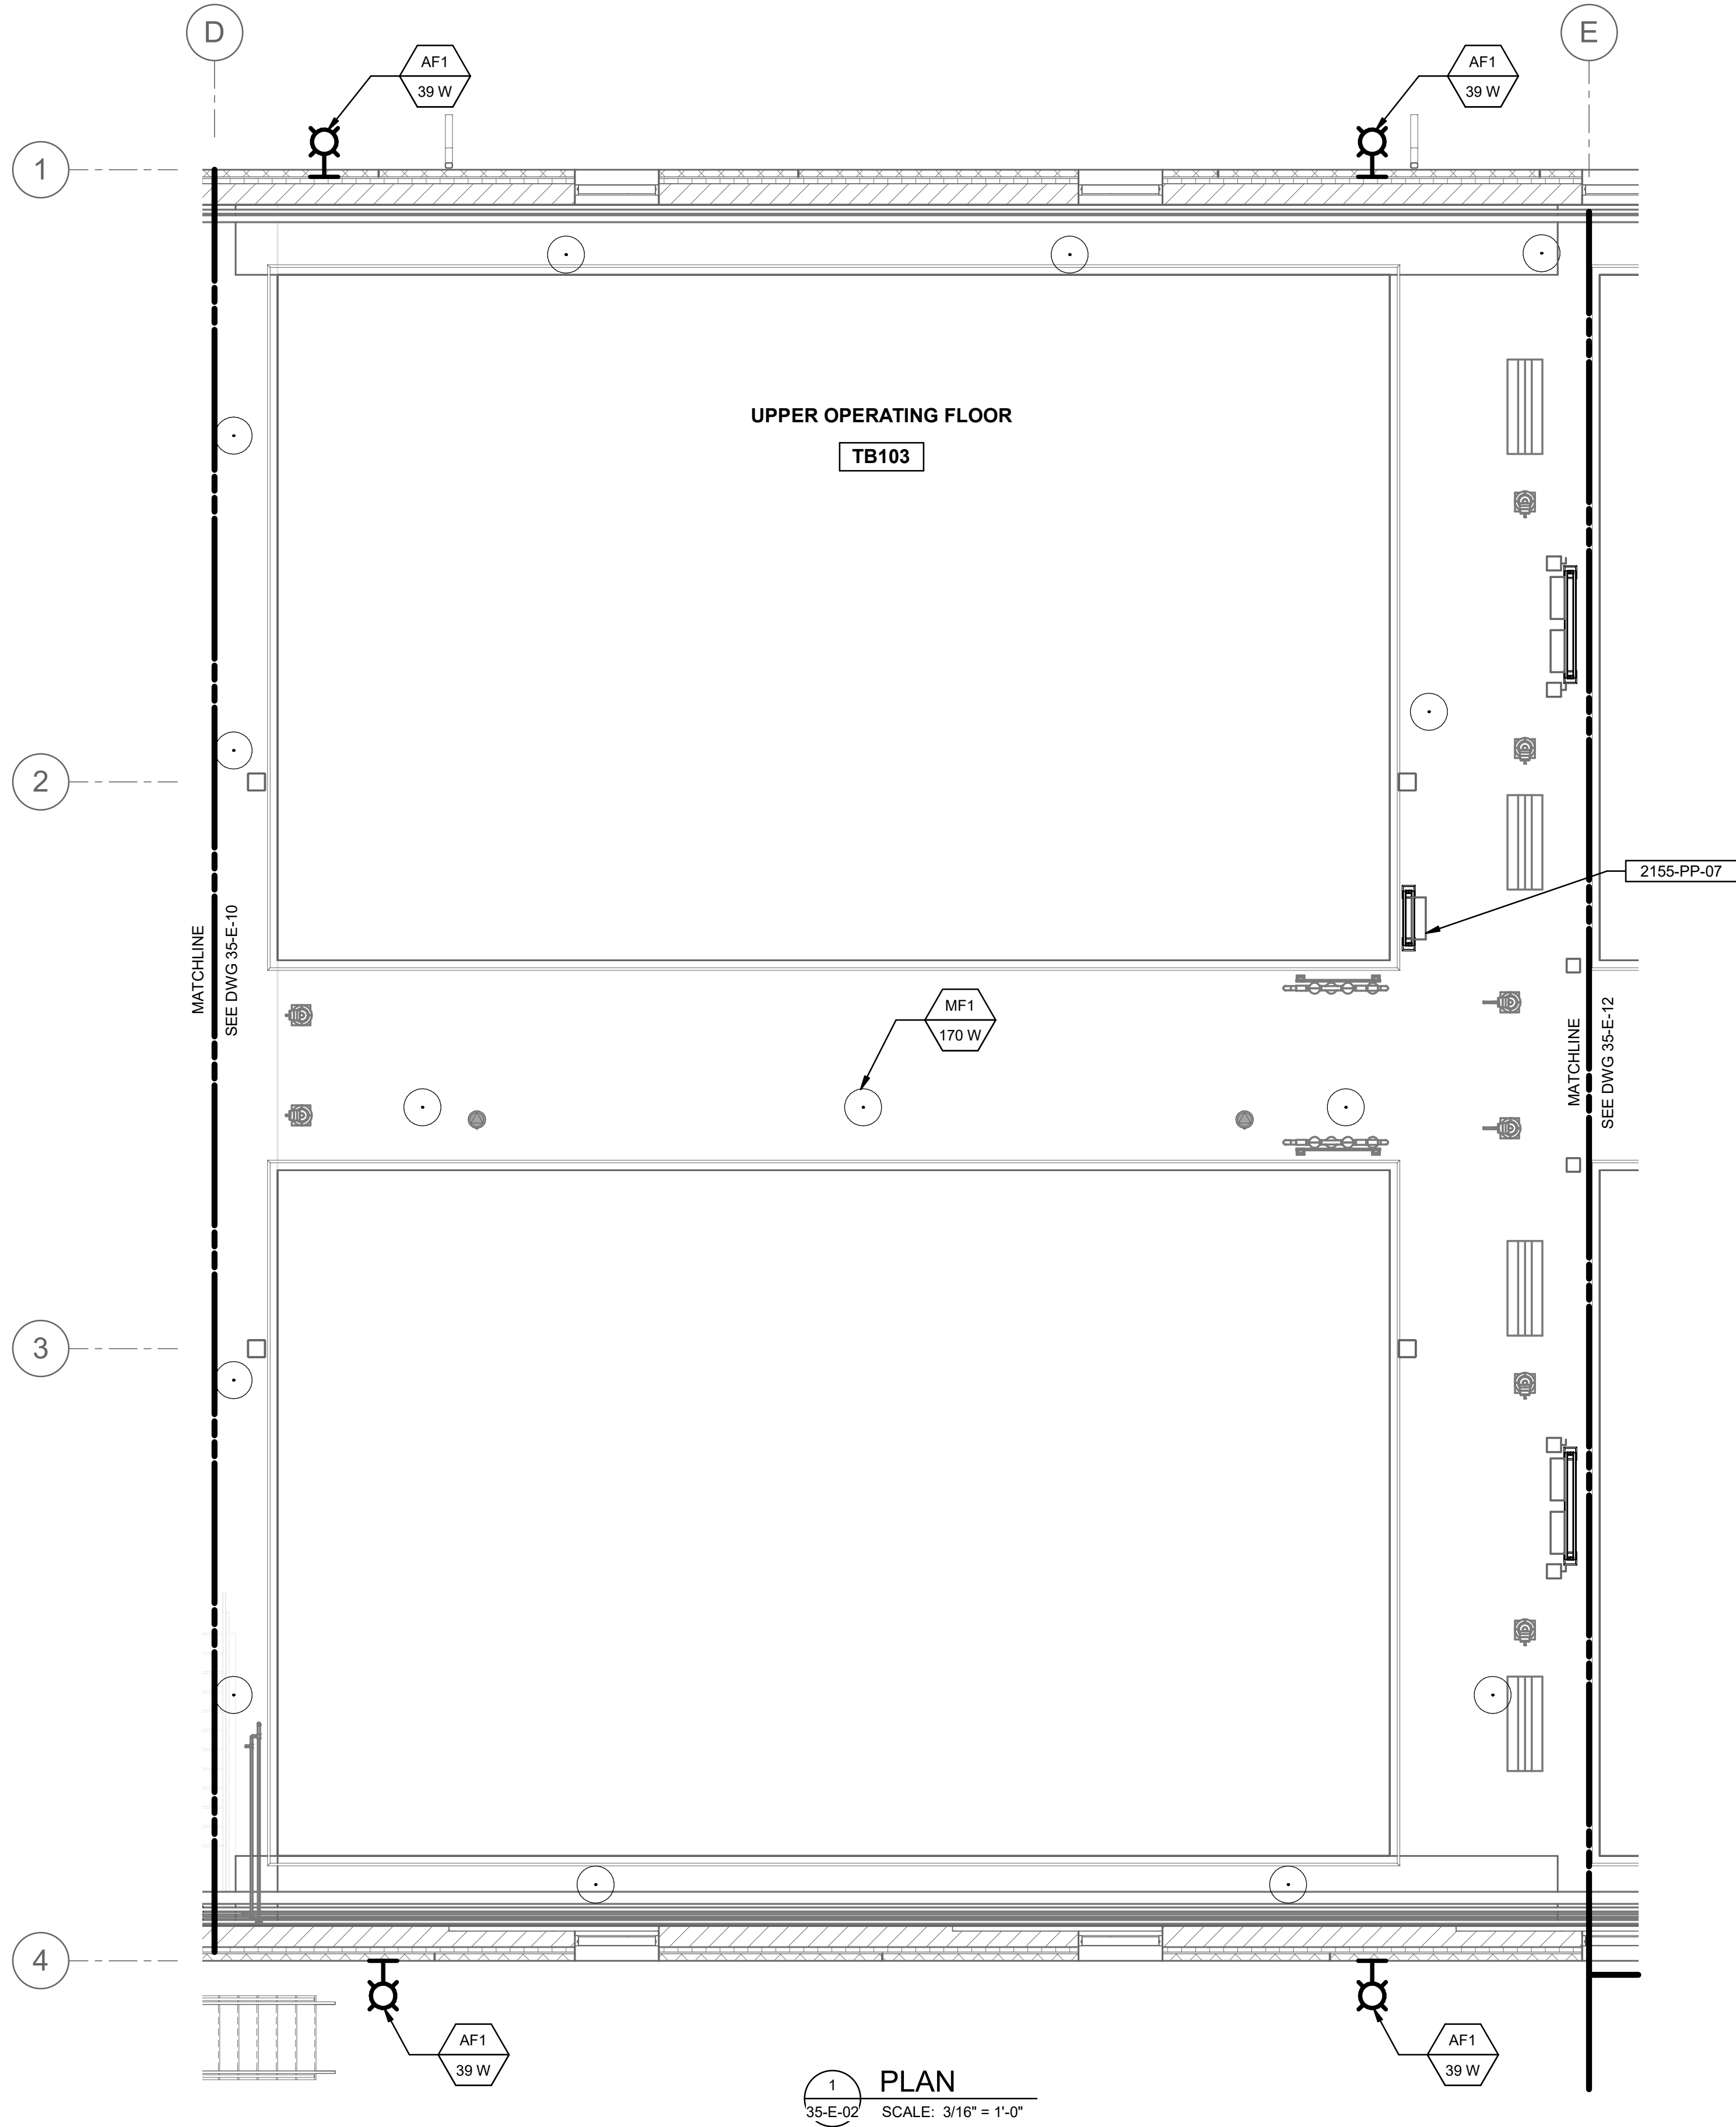 D
E
AF1
39 W
AF1
39 W
1
UPPER OPERATING FLOOR
TB103
2
2155-PP-07
MATCHLINE
SEE DWG 35-E-10
MF1
170 W
MATCHLINE
SEE DWG 35-E-12
3
4
AF1
39 W
AF1
39 W
1
35-E-02
PLAN
SCALE: 3/16" = 1'-0"